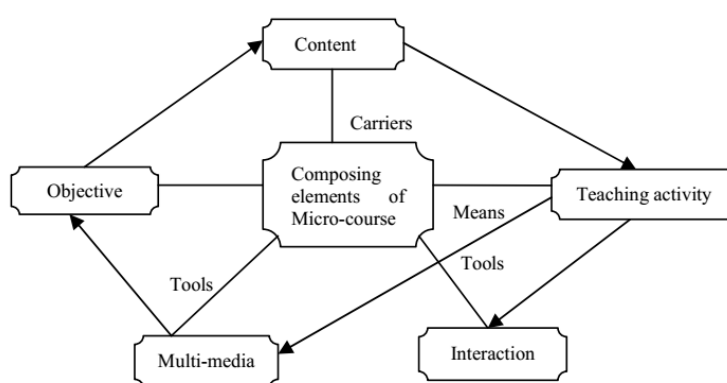 Content
Carriers
Objective
Composing
elements of
Micro-course
Teaching activity
Means
Tools
Tools
Multi-media
Interaction